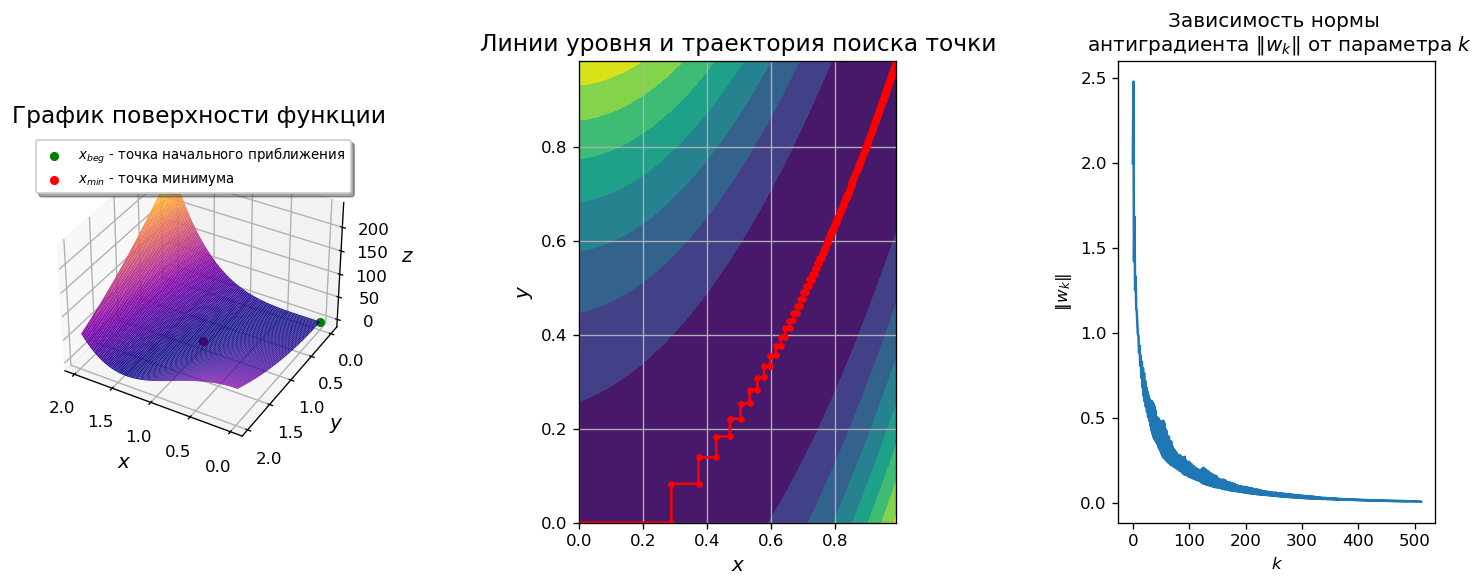 График поверхности функции
x_beg - точка начального приближения
x_min - точка минимума
200
150
100
50
0
z
0.0
0.5
1.0
1.5
2.0
y
2.0
1.5
1.0
0.5
0.0
x
Линии уровня и траектория поиска точки
0.8
0.6
0.4
0.2
0.0
y
0.0 0.2 0.4 0.6 0.8
x
Зависимость нормы
антиградиента ‖w_k‖ от параметра k
2.5
2.0
1.5
1.0
0.5
0.0
‖w_k‖
0 100 200 300 400 500
k